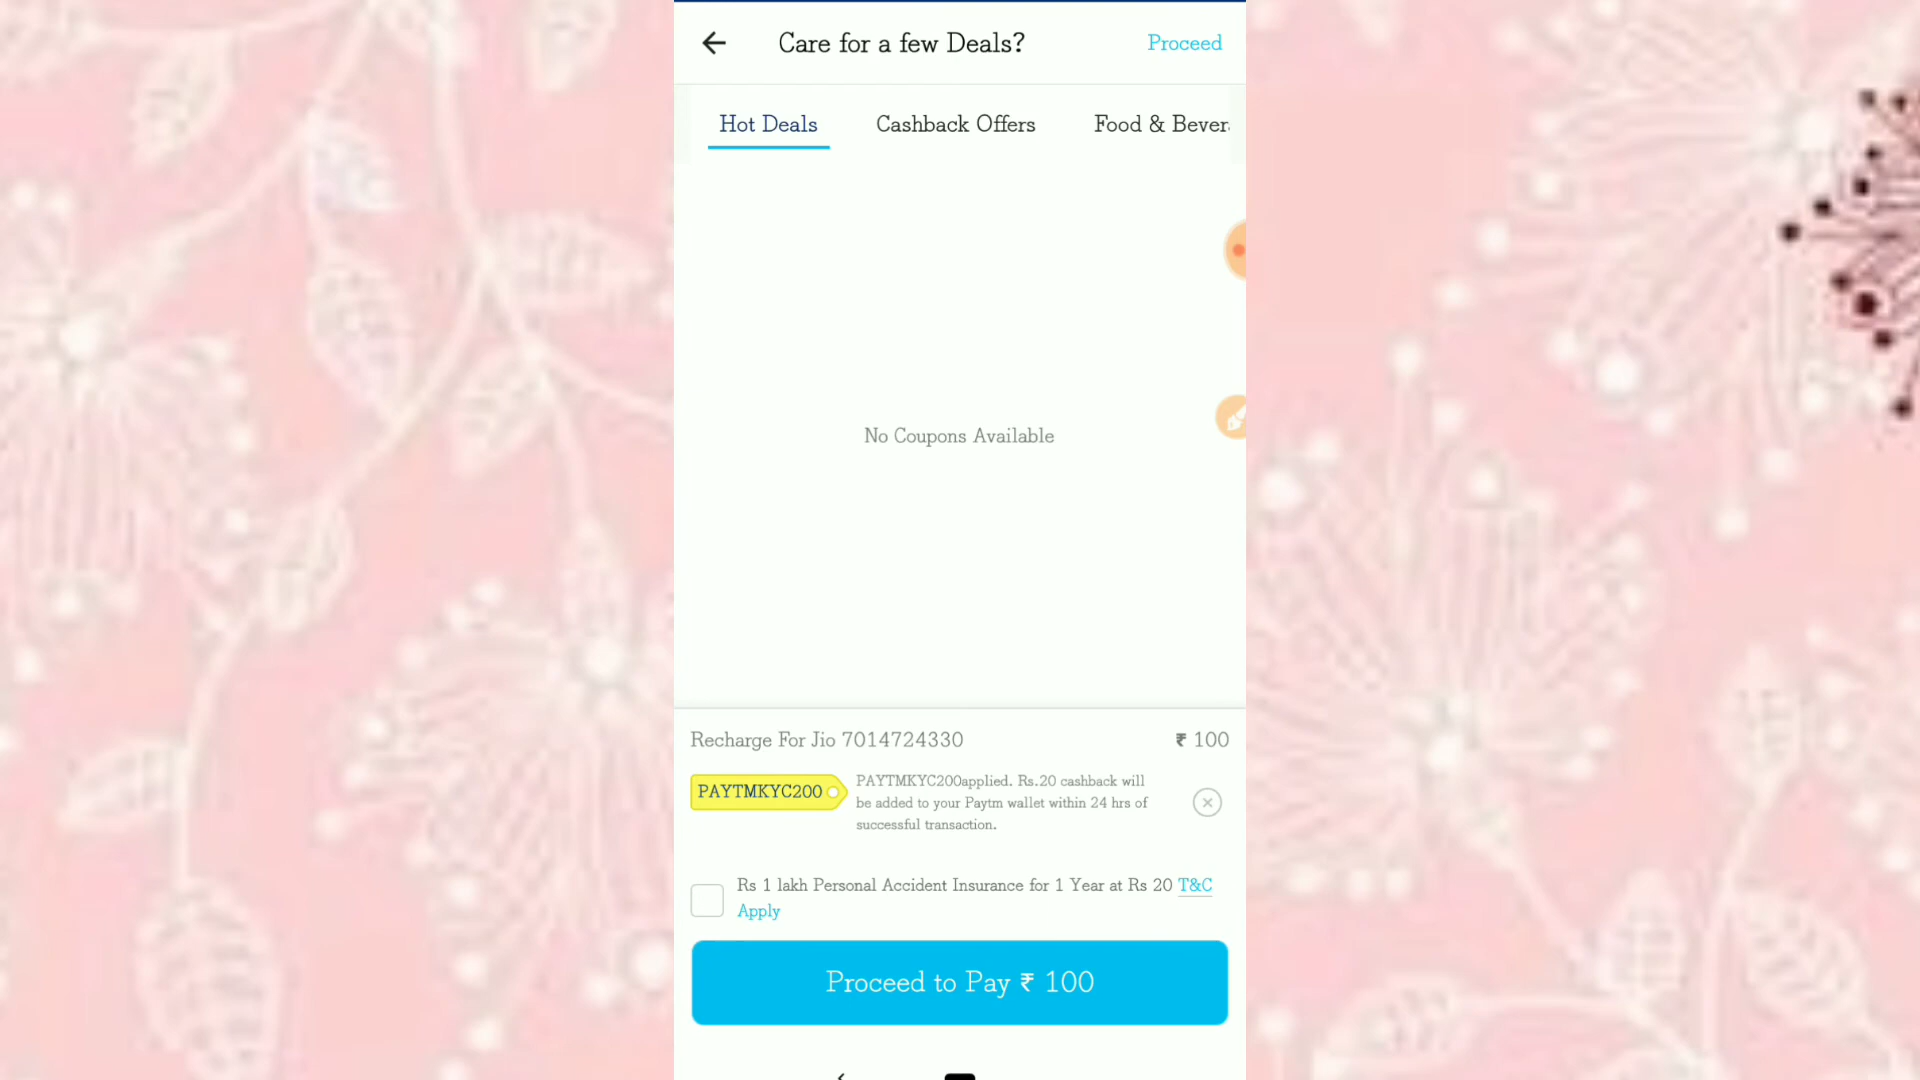 Care for a few Deals?
Proceed
Hot Deals
Cashback Offers
Food & Bever
No Coupons Available
Recharge For Jio 7014724330
₹ 100
PAYTMKYC200
PAYTMKYC200applied. Rs.20 cashback will
be added to your Paytm wallet within 24 hrs of
successful transaction.
Rs 1 lakh Personal Accident Insurance for 1 Year at Rs 20 T&C
Apply
Proceed to Pay ₹ 100